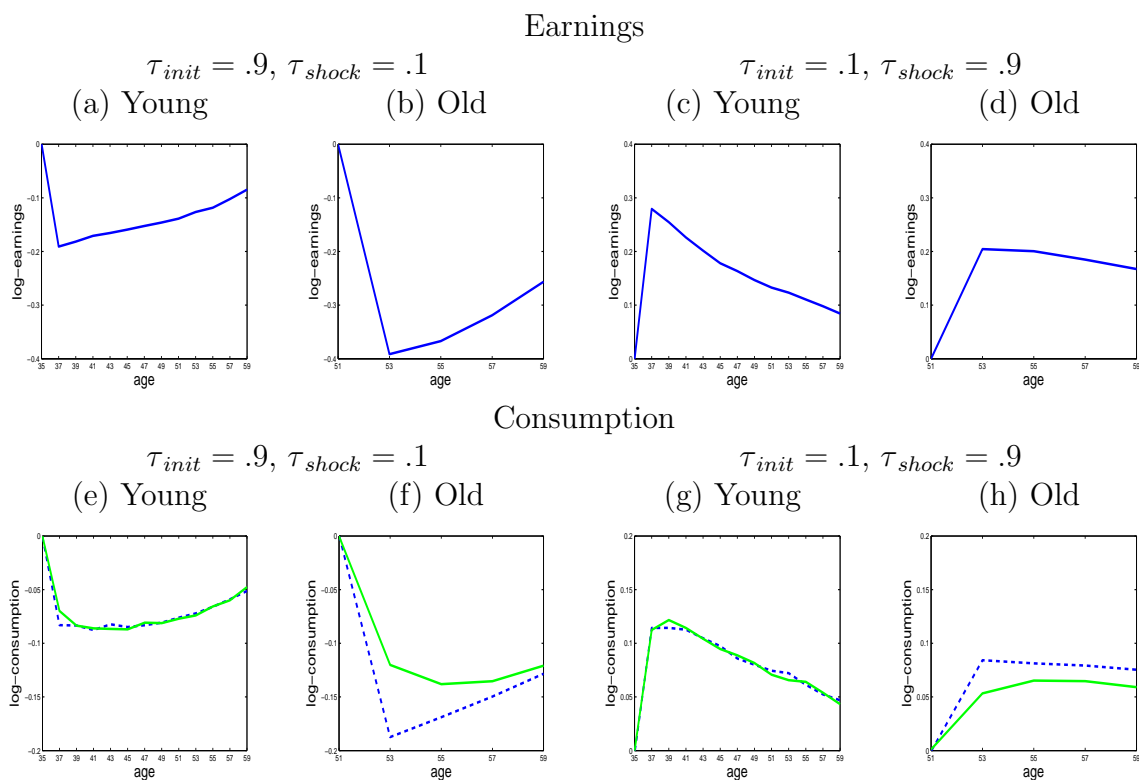 Earnings
τ_init = .9, τ_shock = .1 τ_init = .1, τ_shock = .9
(a) Young (b) Old (c) Young (d) Old
log−earnings
0
−0.1
−0.2
−0.3
−0.4
35 37 39 41 43 45 47 49 51 53 55 57 59
age
log−earnings
0
−0.1
−0.2
−0.3
−0.4
51 53 55 57 59
age
log−earnings
0.4
0.3
0.2
0.1
0
35 37 39 41 43 45 47 49 51 53 55 57 59
age
log−earnings
0.4
0.3
0.2
0.1
0
51 53 55 57 59
age
Consumption
τ_init = .9, τ_shock = .1 τ_init = .1, τ_shock = .9
(e) Young (f) Old (g) Young (h) Old
log−consumption
0
−0.05
−0.1
−0.15
−0.2
35 37 39 41 43 45 47 49 51 53 55 57 59
age
log−consumption
0
−0.05
−0.1
−0.15
−0.2
51 53 55 57 59
age
log−consumption
0.2
0.15
0.1
0.05
0
35 37 39 41 43 45 47 49 51 53 55 57 59
age
log−consumption
0.2
0.15
0.1
0.05
0
51 53 55 57 59
age